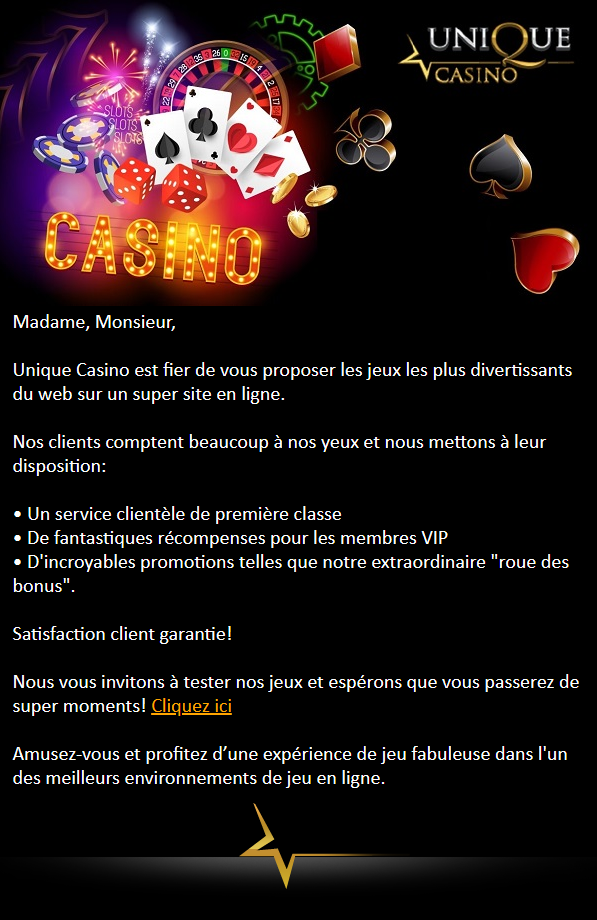 UNIQUE
CASINO
SLOTS
SLOTS
SLOTS
CASINO
Madame, Monsieur,
Unique Casino est fier de vous proposer les jeux les plus divertissants
du web sur un super site en ligne.
Nos clients comptent beaucoup à nos yeux et nous mettons à leur
disposition:
• Un service clientèle de première classe
• De fantastiques récompenses pour les membres VIP
• D'incroyables promotions telles que notre extraordinaire "roue des
bonus".
Satisfaction client garantie!
Nous vous invitons à tester nos jeux et espérons que vous passerez de
super moments! Cliquez ici
Amusez-vous et profitez d’une expérience de jeu fabuleuse dans l'un
des meilleurs environnements de jeu en ligne.